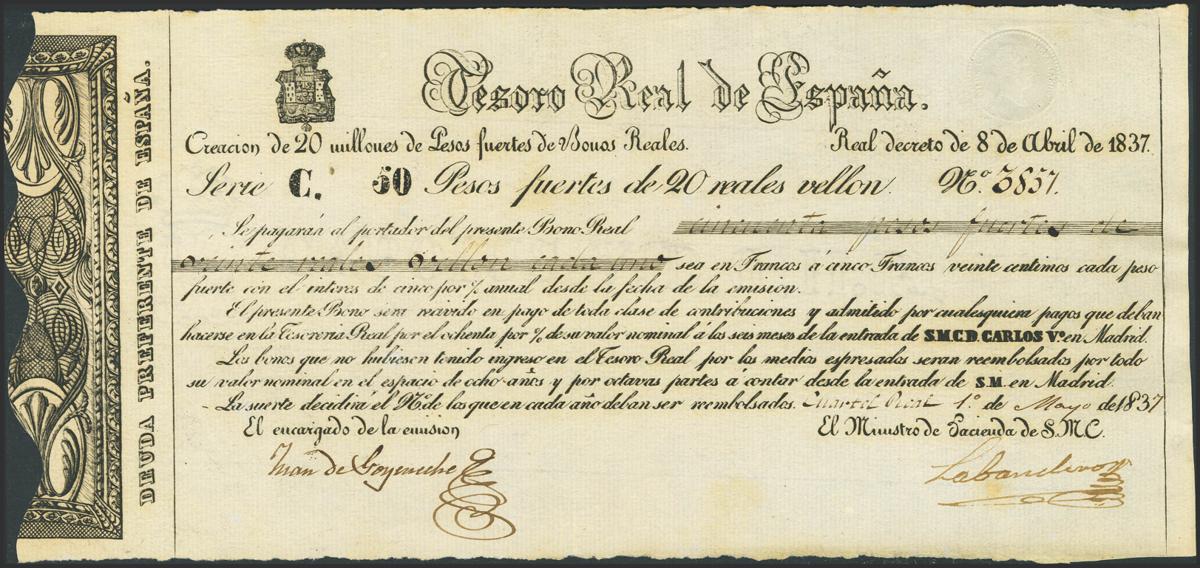 DEUDA PREFERENTE DE ESPAÑA.
Tesoro Real de España.
Creacion de 20 millones de Pesos fuertes de Bonos Reales. Real decreto de 8 de Abril de 1837.
Serie C. 50 Pesos fuertes de 20 reales vellon. Nº 3857.
Se pagarán al portador del presente Bono Real cincuenta pesos fuertes de
veinte reales vellon cada uno sea en Francos á cinco Francos veinte centimos cada peso
fuerte con el interes de cinco por % anual desde la fecha de la emision.
El presente Bono sera recivido en pago de toda clase de contribuciones y admitido por cualesquiera pagos que deban
hacerse en la Tesoreria Real por el ochenta por % de su valor nominal á los seis meses de la entrada de S.M.C.D. CARLOS Vº. en Madrid.
Los bonos que no hubiesen tenido ingreso en el Tesoro Real por los medios espresados seran reembolsados por todo
su valor nominal en el espacio de ocho años y por octavas partes á contar desde la entrada de S.M. en Madrid.
La suerte decidirá el Nº de los que en cada año deban ser reembolsados. Cuartel Real 1º de Mayo de 1837
El encargado de la emision El Ministro de Hacienda de S.M.C.
Juan de Goyeneche Labandero